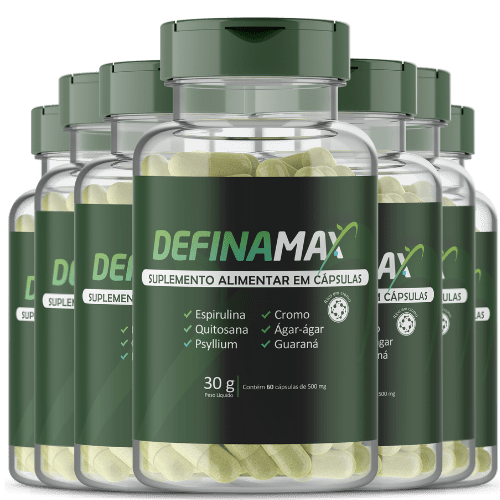 DEFINAMAX
SUPLEMENTO ALIMENTAR EM CÁPSULAS
Espirulina
Cromo
Quitosana
Ágar-ágar
Psyllium
Guaraná
30 g
Peso Líquido
Contém 60 cápsulas de 500 mg